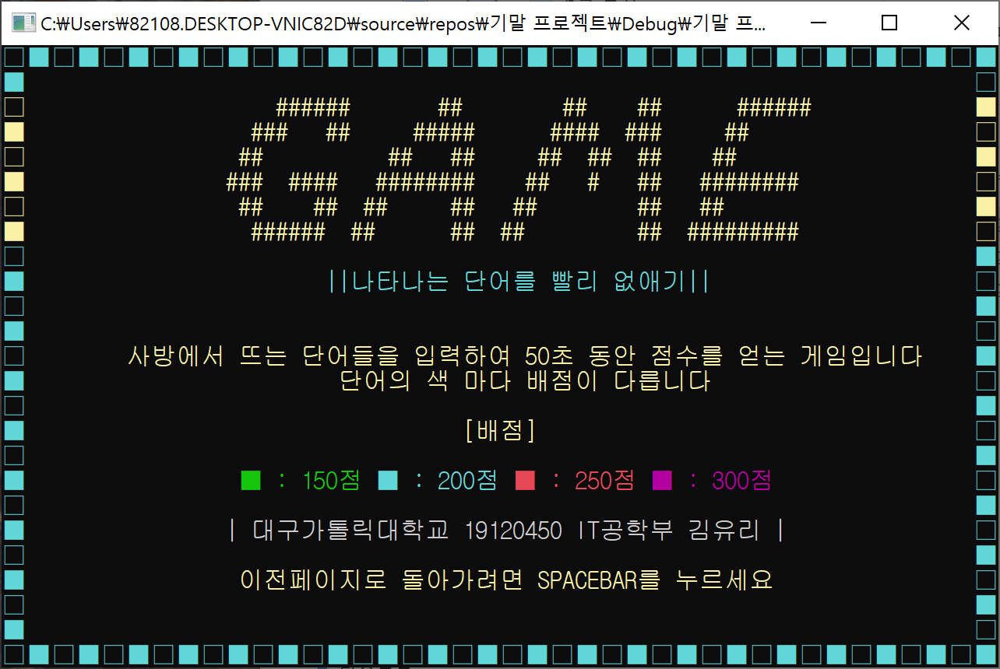 C:₩Users₩82108.DESKTOP-VNIC82D₩source₩repos₩기말 프로젝트₩Debug₩기말 프...
GAME
||나타나는 단어를 빨리 없애기||
사방에서 뜨는 단어들을 입력하여 50초 동안 점수를 얻는 게임입니다
단어의 색 마다 배점이 다릅니다
[배점]
■ : 150점 ■ : 200점 ■ : 250점 ■ : 300점
| 대구가톨릭대학교 19120450 IT공학부 김유리 |
이전페이지로 돌아가려면 SPACEBAR를 누르세요